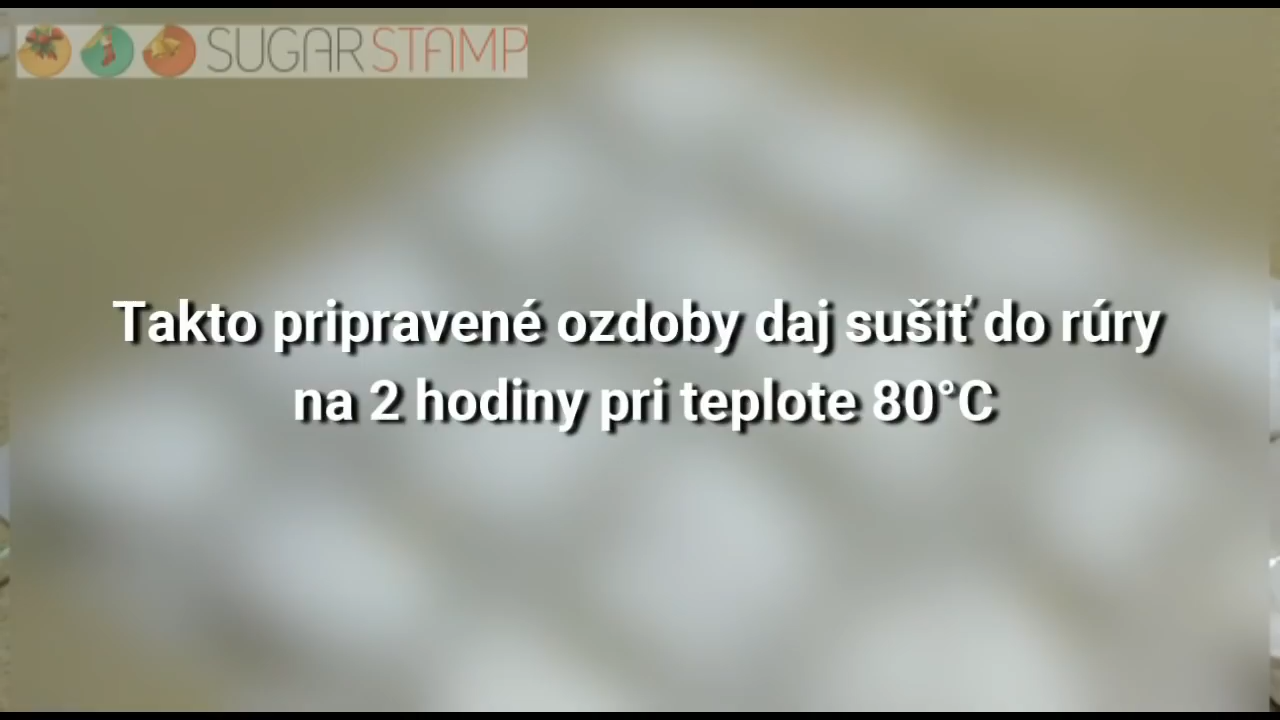 SUGARSTAMP
Takto pripravené ozdoby daj sušiť do rúry
na 2 hodiny pri teplote 80°C